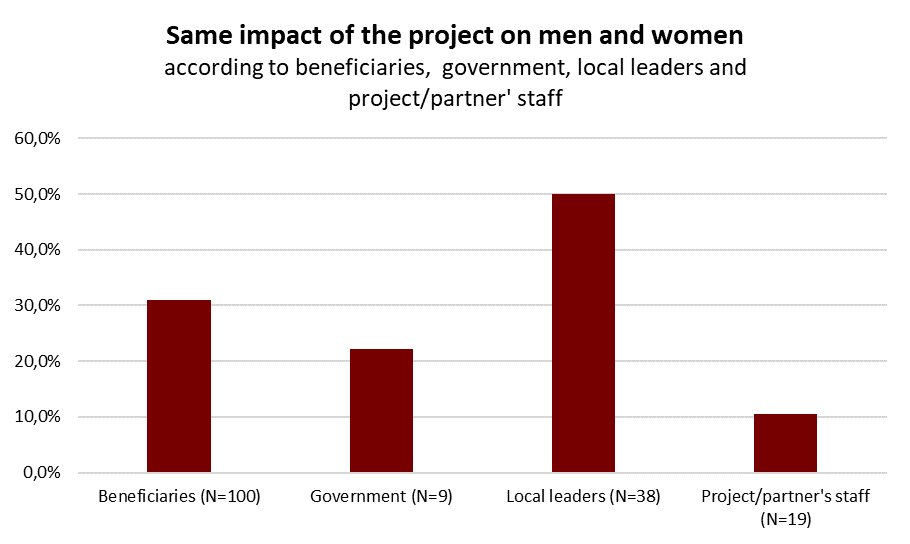 Same impact of the project on men and women
according to beneficiaries,  government, local leaders and
project/partner' staff
60,0%
50,0%
40,0%
30,0%
20,0%
10,0%
0,0%
Beneficiaries (N=100)
Government (N=9)
Local leaders (N=38)
Project/partner's staff
(N=19)